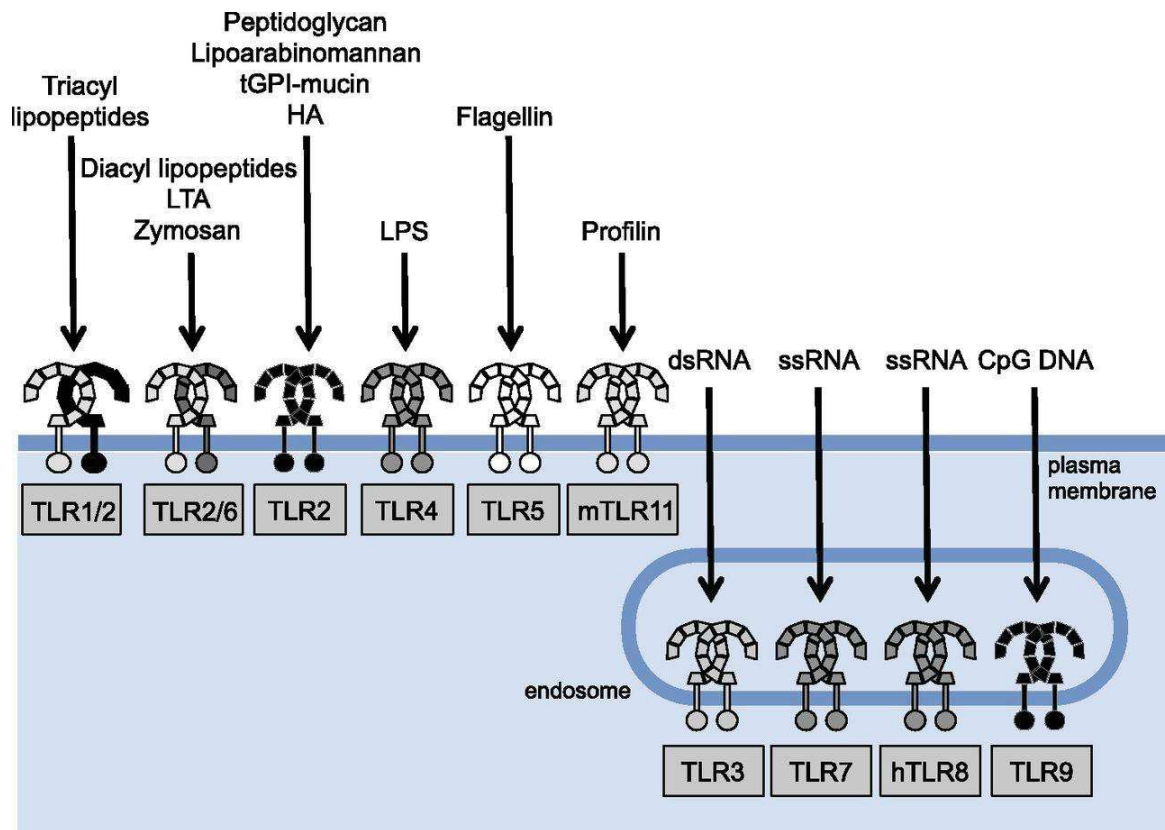 Triacyl
lipopeptides
Diacyl lipopeptides
LTA
Zymosan
Peptidoglycan
Lipoarabinomannan
tGPI-mucin
HA
LPS
Flagellin
Profilin
dsRNA
ssRNA
ssRNA
CpG DNA
plasma
membrane
TLR1/2
TLR2/6
TLR2
TLR4
TLR5
mTLR11
endosome
TLR3
TLR7
hTLR8
TLR9